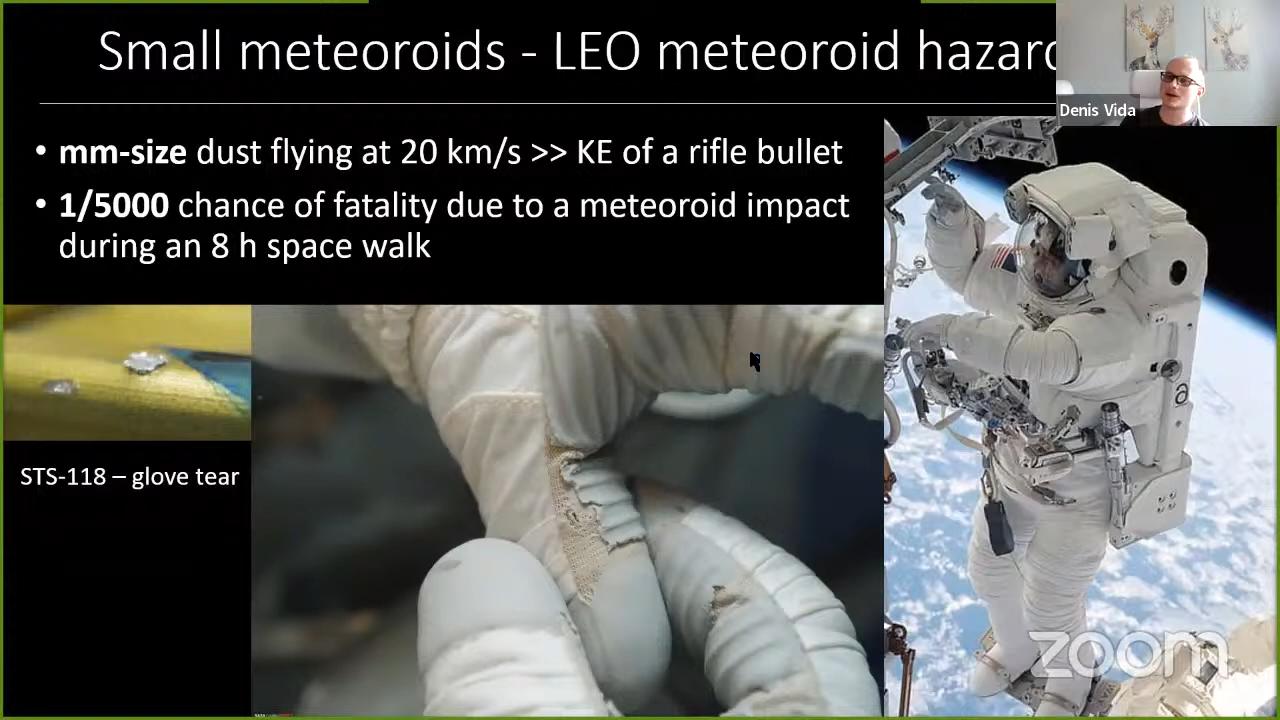 Small meteoroids - LEO meteoroid hazard
Denis Vida
• mm-size dust flying at 20 km/s >> KE of a rifle bullet
• 1/5000 chance of fatality due to a meteoroid impact
during an 8 h space walk
STS-118 – glove tear
zoom